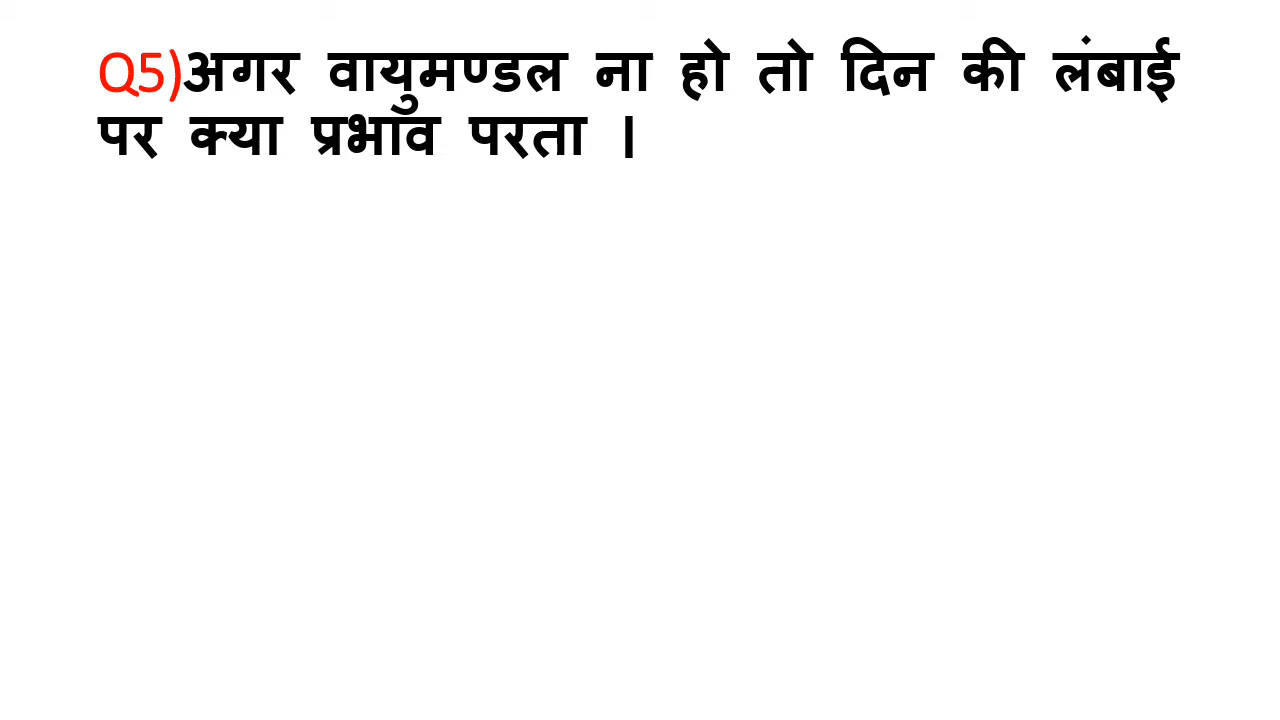 Q5)अगर वायुमण्डल ना हो तो दिन की लंबाई
पर क्या प्रभाव परता ।